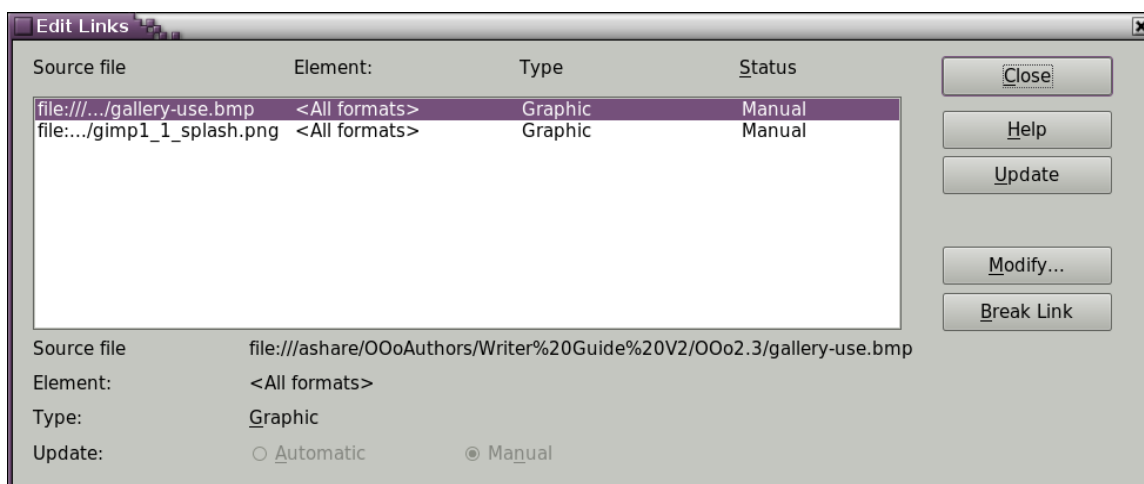 Edit Links
Source file Element: Type Status
file:///.../gallery-use.bmp <All formats> Graphic Manual
file:.../gimp1_1_splash.png <All formats> Graphic Manual
Close
Help
Update
Modify...
Break Link
Source file file:///ashare/OOoAuthors/Writer%20Guide%20V2/OOo2.3/gallery-use.bmp
Element: <All formats>
Type: Graphic
Update: Automatic Manual